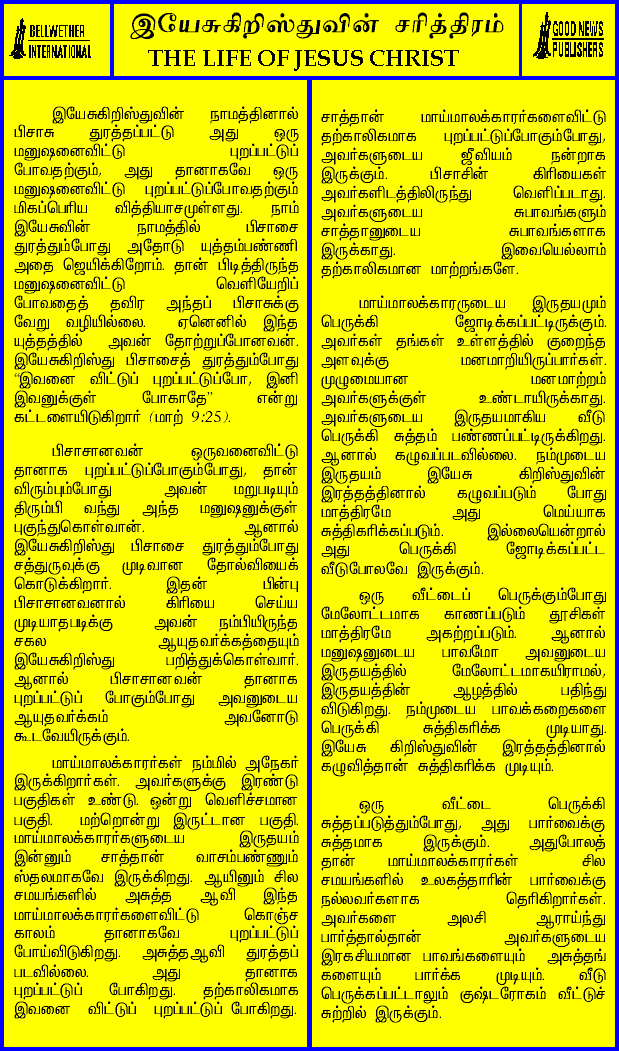 BELLWETHER
INTERNATIONAL
இயேசுகிறிஸ்துவின் சரித்திரம்
THE LIFE OF JESUS CHRIST
GOOD NEWS
PUBLISHERS
இயேசுகிறிஸ்துவின் நாமத்தினால்
பிசாசு துரத்தப்பட்டு அது ஒரு
மனுஷனைவிட்டு புறப்பட்டுப்
போவதற்கும், அது தானாகவே ஒரு
மனுஷனைவிட்டு புறப்பட்டுப்போவதற்கும்
மிகப்பெரிய வித்தியாசமுள்ளது. நாம்
இயேசுவின் நாமத்தில் பிசாசை
துரத்தும்போது அதோடு யுத்தம்பண்ணி
அதை ஜெயிக்கிறோம். தான் பிடித்திருந்த
மனுஷனைவிட்டு வெளியேறிப்
போவதைத் தவிர அந்தப் பிசாசுக்கு
வேறு வழியில்லை. ஏனெனில் இந்த
யுத்தத்தில் அவன் தோற்றுப்போனவன்.
இயேசுகிறிஸ்து பிசாசைத் துரத்தும்போது
“இவனை விட்டுப் புறப்பட்டுப்போ, இனி
இவனுக்குள் போகாதே” என்று
கட்டளையிடுகிறார் (மாற் 9:25).
பிசாசானவன் ஒருவனைவிட்டு
தானாக புறப்பட்டுப்போகும்போது, தான்
விரும்பும்போது அவன் மறுபடியும்
திரும்பி வந்து அந்த மனுஷனுக்குள்
புகுந்துகொள்வான். ஆனால்
இயேசுகிறிஸ்து பிசாசை துரத்தும்போது
சத்துருவுக்கு முடிவான தோல்வியைக்
கொடுக்கிறார். இதன் பின்பு
பிசாசானவனால் கிரியை செய்ய
முடியாதபடிக்கு அவன் நம்பியிருந்த
சகல ஆயுதவர்க்கத்தையும்
இயேசுகிறிஸ்து பறித்துக்கொள்வார்.
ஆனால் பிசாசானவன் தானாக
புறப்பட்டுப் போகும்போது அவனுடைய
ஆயுதவர்க்கம் அவனோடு
கூடவேயிருக்கும்.
மாய்மாலக்காரர்கள் நம்மில் அநேகர்
இருக்கிறார்கள். அவர்களுக்கு இரண்டு
பகுதிகள் உண்டு. ஒன்று வெளிச்சமான
பகுதி. மற்றொன்று இருட்டான பகுதி.
மாய்மாலக்காரர்களுடைய இருதயம்
இன்னும் சாத்தான் வாசம்பண்ணும்
ஸ்தலமாகவே இருக்கிறது. ஆயினும் சில
சமயங்களில் அசுத்த ஆவி இந்த
மாய்மாலக்காரர்களைவிட்டு கொஞ்ச
காலம் தானாகவே புறப்பட்டுப்
போய்விடுகிறது. அசுத்தஆவி துரத்தப்
படவில்லை. அது தானாக
புறப்பட்டுப் போகிறது. தற்காலிகமாக
இவனை விட்டுப் புறப்பட்டுப் போகிறது.
சாத்தான் மாய்மாலக்காரர்களைவிட்டு
தற்காலிகமாக புறப்பட்டுப்போகும்போது,
அவர்களுடைய ஜீவியம் நன்றாக
இருக்கும். பிசாசின் கிரியைகள்
அவர்களிடத்திலிருந்து வெளிப்படாது.
அவர்களுடைய சுபாவங்களும்
சாத்தானுடைய சுபாவங்களாக
இருக்காது. இவையெல்லாம்
தற்காலிகமான மாற்றங்களே.
மாய்மாலக்காரருடைய இருதயமும்
பெருக்கி ஜோடிக்கப்பட்டிருக்கும்.
அவர்கள் தங்கள் உள்ளத்தில் குறைந்த
அளவுக்கு மனமாறியிருப்பார்கள்.
முழுமையான மனமாற்றம்
அவர்களுக்குள் உண்டாயிருக்காது.
அவர்களுடைய இருதயமாகிய வீடு
பெருக்கி சுத்தம் பண்ணப்பட்டிருக்கிறது.
ஆனால் கழுவப்படவில்லை. நம்முடைய
இருதயம் இயேசு கிறிஸ்துவின்
இரத்தத்தினால் கழுவப்படும் போது
மாத்திரமே அது மெய்யாக
சுத்திகரிக்கப்படும். இல்லையென்றால்
அது பெருக்கி ஜோடிக்கப்பட்ட
வீடுபோலவே இருக்கும்.
ஒரு வீட்டைப் பெருக்கும்போது
மேலோட்டமாக காணப்படும் தூசிகள்
மாத்திரமே அகற்றப்படும். ஆனால்
மனுஷனுடைய பாவமோ அவனுடைய
இருதயத்தில் மேலோட்டமாகயிராமல்,
இருதயத்தின் ஆழத்தில் பதிந்து
விடுகிறது. நம்முடைய பாவக்கறைகளை
பெருக்கி சுத்திகரிக்க முடியாது.
இயேசு கிறிஸ்துவின் இரத்தத்தினால்
கழுவித்தான் சுத்திகரிக்க முடியும்.
ஒரு வீட்டை பெருக்கி
சுத்தப்படுத்தும்போது, அது பார்வைக்கு
சுத்தமாக இருக்கும். அதுபோலத்
தான் மாய்மாலக்காரர்கள் சில
சமயங்களில் உலகத்தாரின் பார்வைக்கு
நல்லவர்களாக தெரிகிறார்கள்.
அவர்களை அலசி ஆராய்ந்து
பார்த்தால்தான் அவர்களுடைய
இரகசியமான பாவங்களையும் அசுத்தங்
களையும் பார்க்க முடியும். வீடு
பெருக்கப்பட்டாலும் குஷ்டரோகம் வீட்டுச்
சுற்றில் இருக்கும்.